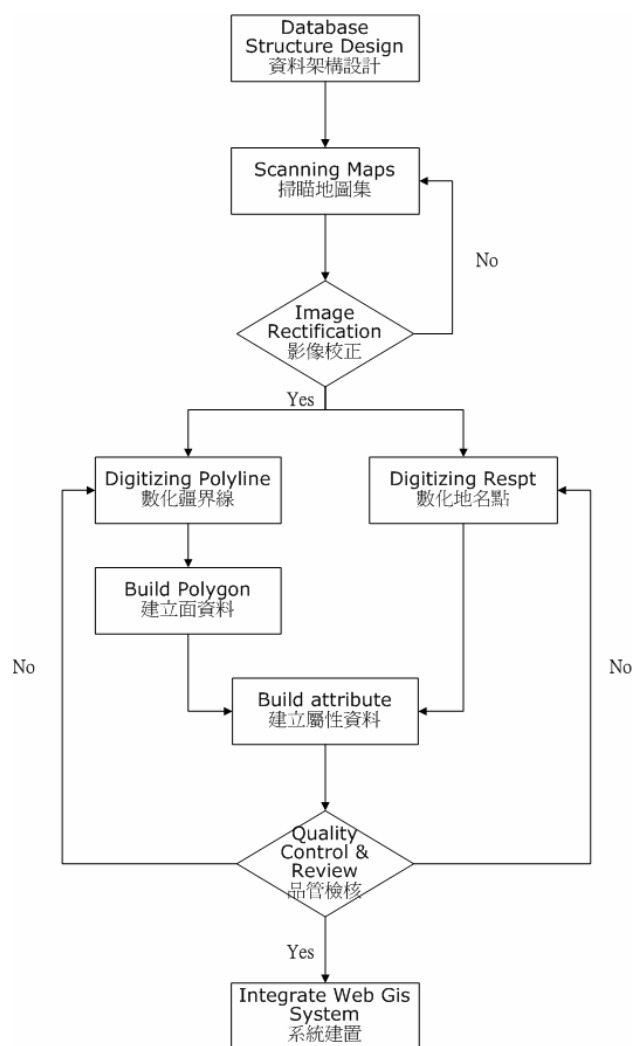 Database
Structure Design
資料架構設計
Scanning Maps
掃瞄地圖集
No
Image
Rectification
影像校正
Yes
Digitizing Polyline
數化疆界線
Digitizing Respt
數化地名點
Build Polygon
建立面資料
No
No
Build attribute
建立屬性資料
Quality
Control &
Review
品管檢核
Yes
Integrate Web Gis
System
系統建置